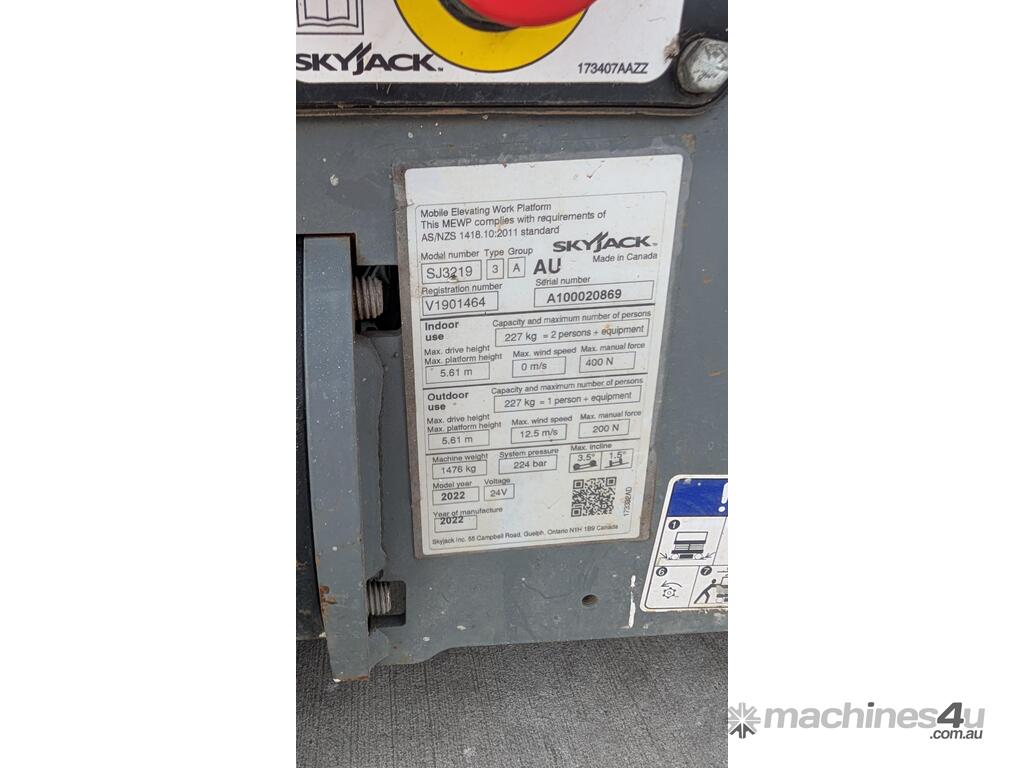 SKYJACK™
173407AAZZ
Mobile Elevating Work Platform
This MEWP complies with requirements of
AS/NZS 1418.10:2011 standard
SKYJACK™
Made in Canada
Model number Type Group
SJ3219 3 A AU
Registration number Serial number
V1901464 A100020869
Indoor use
Capacity and maximum number of persons
227 kg = 2 persons + equipment
Max. drive height
Max. platform height Max. wind speed Max. manual force
5.61 m 0 m/s 400 N
Outdoor use
Capacity and maximum number of persons
227 kg = 1 person + equipment
Max. drive height
Max. platform height Max. wind speed Max. manual force
5.61 m 12.5 m/s 200 N
Machine weight System pressure Max. incline
1476 kg 224 bar 3.5° 1.5°
Model year Voltage
2022 24V
Year of manufacture
2022
Skyjack Inc. 55 Campbell Road, Guelph, Ontario N1H 1B9 Canada
1
6 7
machines4u
.com.au